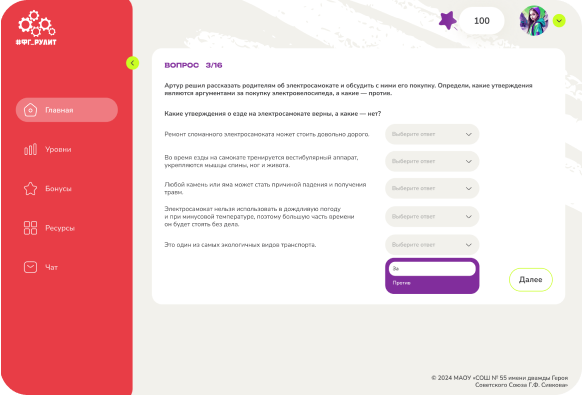 #ФГ_РУЛИТ
100
Главная
Уровни
Бонусы
Ресурсы
Чат
ВОПРОС 3/16
Артур решил рассказать родителям об электросамокате и обсудить с ними его покупку. Определи, какие утверждения
являются аргументами за покупку электровелосипеда, а какие — против.
Какие утверждения о езде на электросамокате верны, а какие — нет?
Ремонт сломанного электросамоката может стоить довольно дорого.
Выберите ответ
Во время езды на самокате тренируется вестибулярный аппарат,
укрепляются мышцы спины, ног и живота.
Выберите ответ
Любой камень или яма может стать причиной падения и получения
травм.
Выберите ответ
Электросамокат нельзя использовать в дождливую погоду
и при минусовой температуре, поэтому большую часть времени
он будет стоять без дела.
Выберите ответ
Это один из самых экологичных видов транспорта.
Выберите ответ
За
Против
Далее
© 2024 МАОУ «СОШ № 55 имени дважды Героя
Советского Союза Г.Ф. Сивкова»